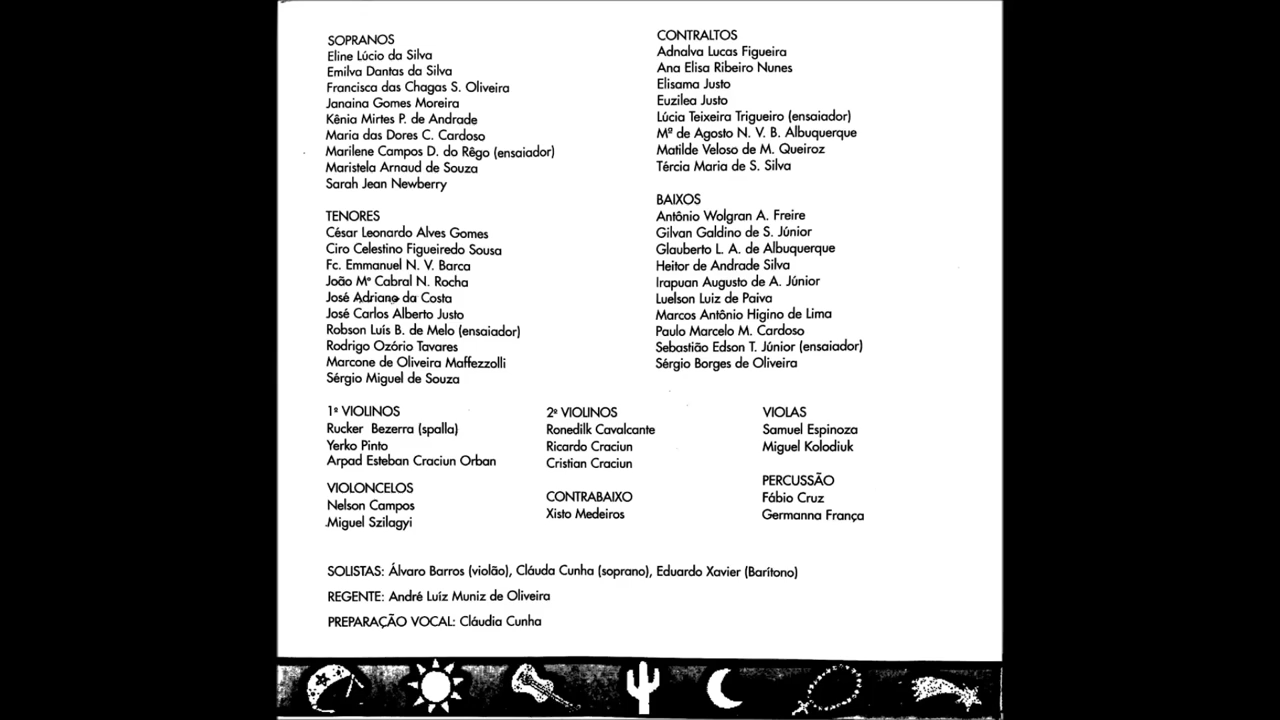 SOPRANOS
Eline Lúcio da Silva
Emilva Dantas da Silva
Francisca das Chagas S. Oliveira
Janaina Gomes Moreira
Kênia Mirtes P. de Andrade
Maria das Dores C. Cardoso
Marilene Campos D. do Rêgo (ensaiador)
Maristela Arnaud de Souza
Sarah Jean Newberry
TENORES
César Leonardo Alves Gomes
Ciro Celestino Figueiredo Sousa
Fc. Emmanuel N. V. Barca
João Mº Cabral N. Rocha
José Adriano da Costa
José Carlos Alberto Justo
Robson Luís B. de Melo (ensaiador)
Rodrigo Ozório Tavares
Marcone de Oliveira Maffezzolli
Sérgio Miguel de Souza
CONTRALTOS
Adnalva Lucas Figueira
Ana Elisa Ribeiro Nunes
Elisama Justo
Euzilea Justo
Lúcia Teixeira Trigueiro (ensaiador)
Mª de Agosto N. V. B. Albuquerque
Matilde Veloso de M. Queiroz
Tércia Maria de S. Silva
BAIXOS
Antônio Wolgran A. Freire
Gilvan Galdino de S. Júnior
Glauberto L. A. de Albuquerque
Heitor de Andrade Silva
Irapuan Augusto de A. Júnior
Luelson Luiz de Paiva
Marcos Antônio Higino de Lima
Paulo Marcelo M. Cardoso
Sebastião Edson T. Júnior (ensaiador)
Sérgio Borges de Oliveira
1º VIOLINOS
Rucker Bezerra (spalla)
Yerko Pinto
Arpad Esteban Craciun Orban
2º VIOLINOS
Ronedilk Cavalcante
Ricardo Craciun
Cristian Craciun
VIOLAS
Samuel Espinoza
Miguel Kolodiuk
VIOLONCELOS
Nelson Campos
Miguel Szilagyi
CONTRABAIXO
Xisto Medeiros
PERCUSSÃO
Fábio Cruz
Germanna França
SOLISTAS: Álvaro Barros (violão), Cláuda Cunha (soprano), Eduardo Xavier (Barítono)
REGENTE: André Luíz Muniz de Oliveira
PREPARAÇÃO VOCAL: Cláudia Cunha